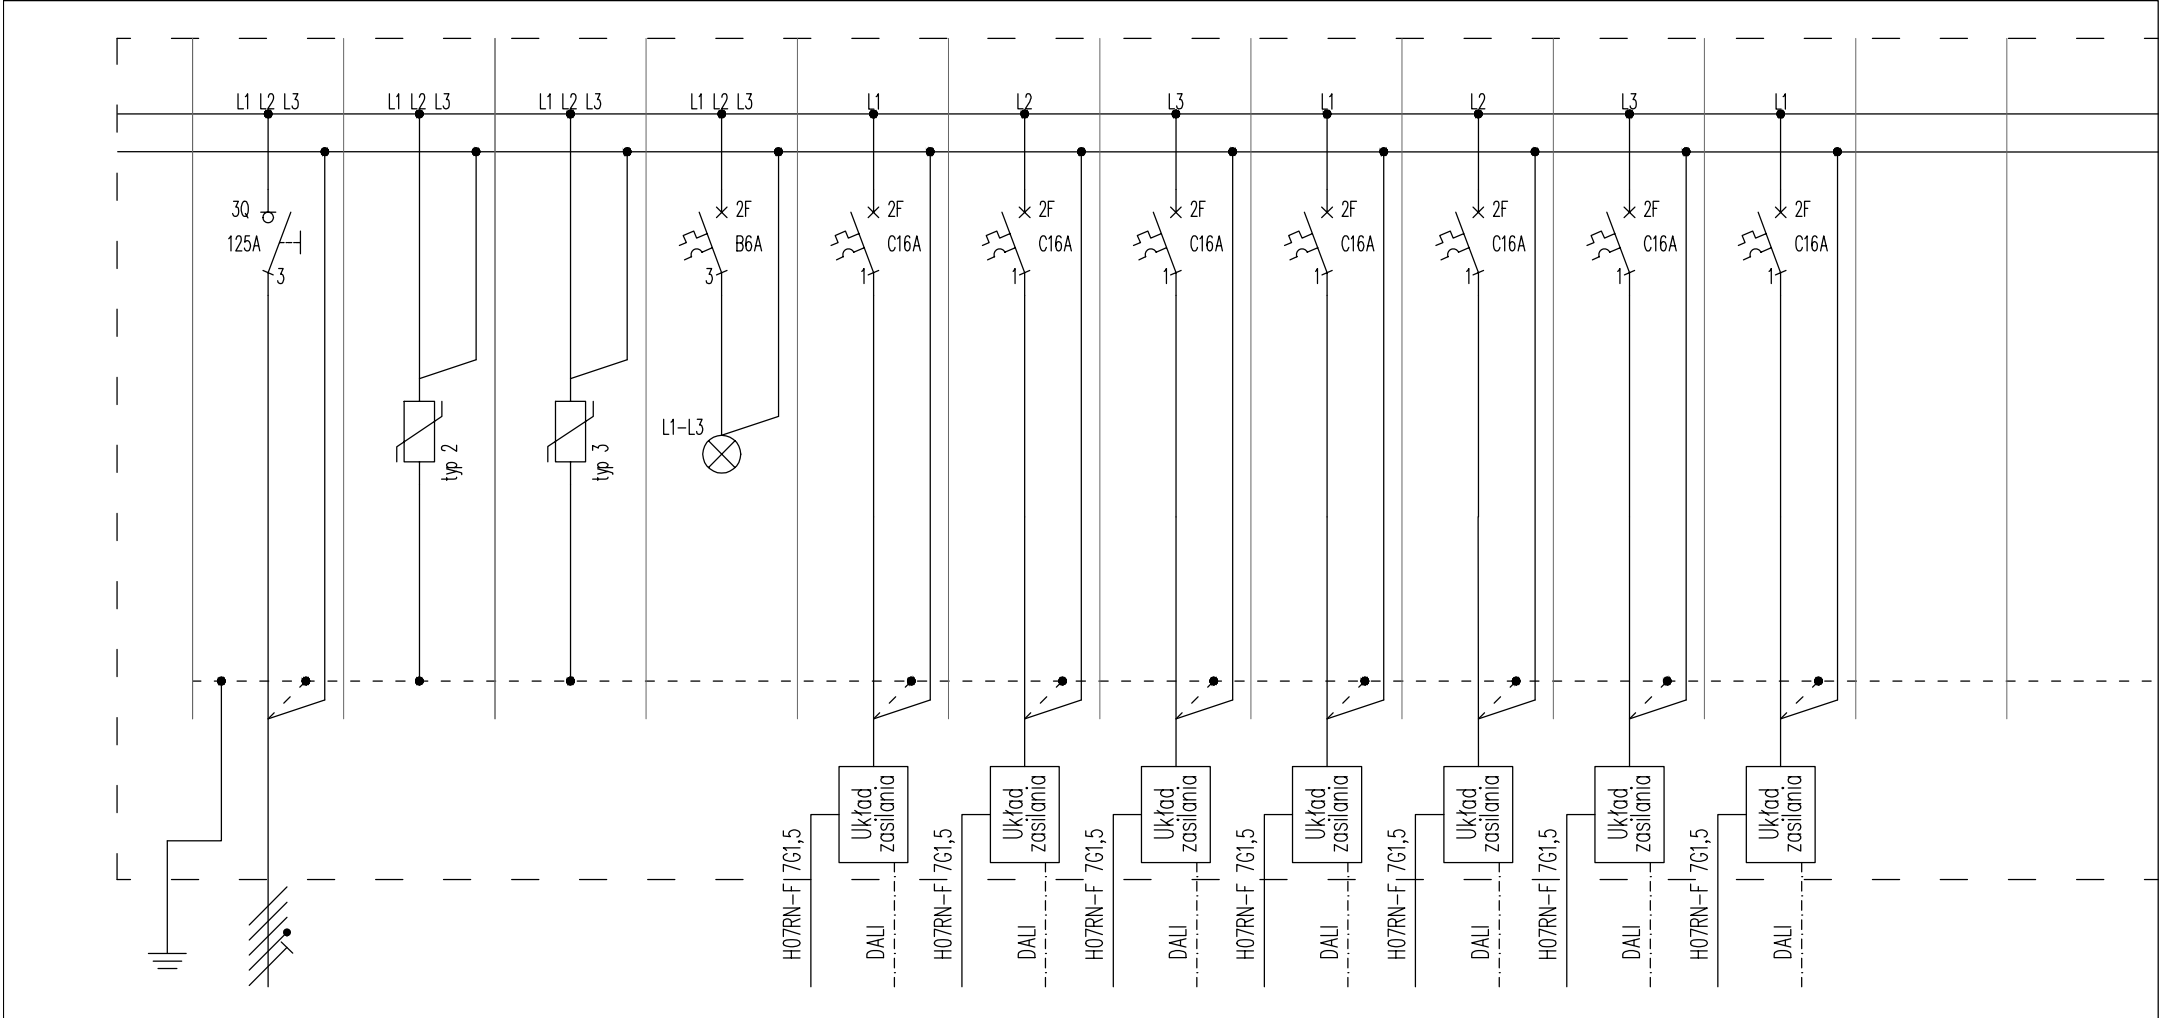 L1 L2 L3
L1 L2 L3
L1 L2 L3
L1 L2 L3
L1
L2
L3
L1
L2
L3
L1
3Q
125A
3
2F
B6A
3
2F
C16A
1
2F
C16A
1
2F
C16A
1
2F
C16A
1
2F
C16A
1
2F
C16A
1
2F
C16A
1
typ 2
typ 3
L1-L3
Układ
zasilania
Układ
zasilania
Układ
zasilania
Układ
zasilania
Układ
zasilania
Układ
zasilania
Układ
zasilania
H07RN-F 7G1,5
DALI
H07RN-F 7G1,5
DALI
H07RN-F 7G1,5
DALI
H07RN-F 7G1,5
DALI
H07RN-F 7G1,5
DALI
H07RN-F 7G1,5
DALI
H07RN-F 7G1,5
DALI